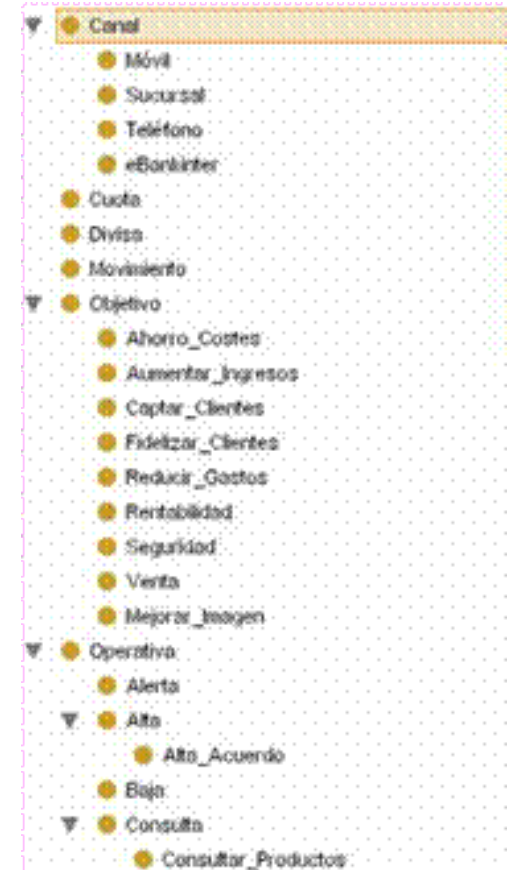 Canal
Móvil
Sucursal
Teléfono
eBankinter
Cuota
Divisa
Movimiento
Objetivo
Ahorro_Costes
Aumentar_Ingresos
Captar_Clientes
Fidelizar_Clientes
Reducir_Gastos
Rentabilidad
Seguridad
Venta
Mejorar_Imagen
Operativa
Alerta
Alta
Alta_Acuerdo
Baja
Consulta
Consultar_Productos